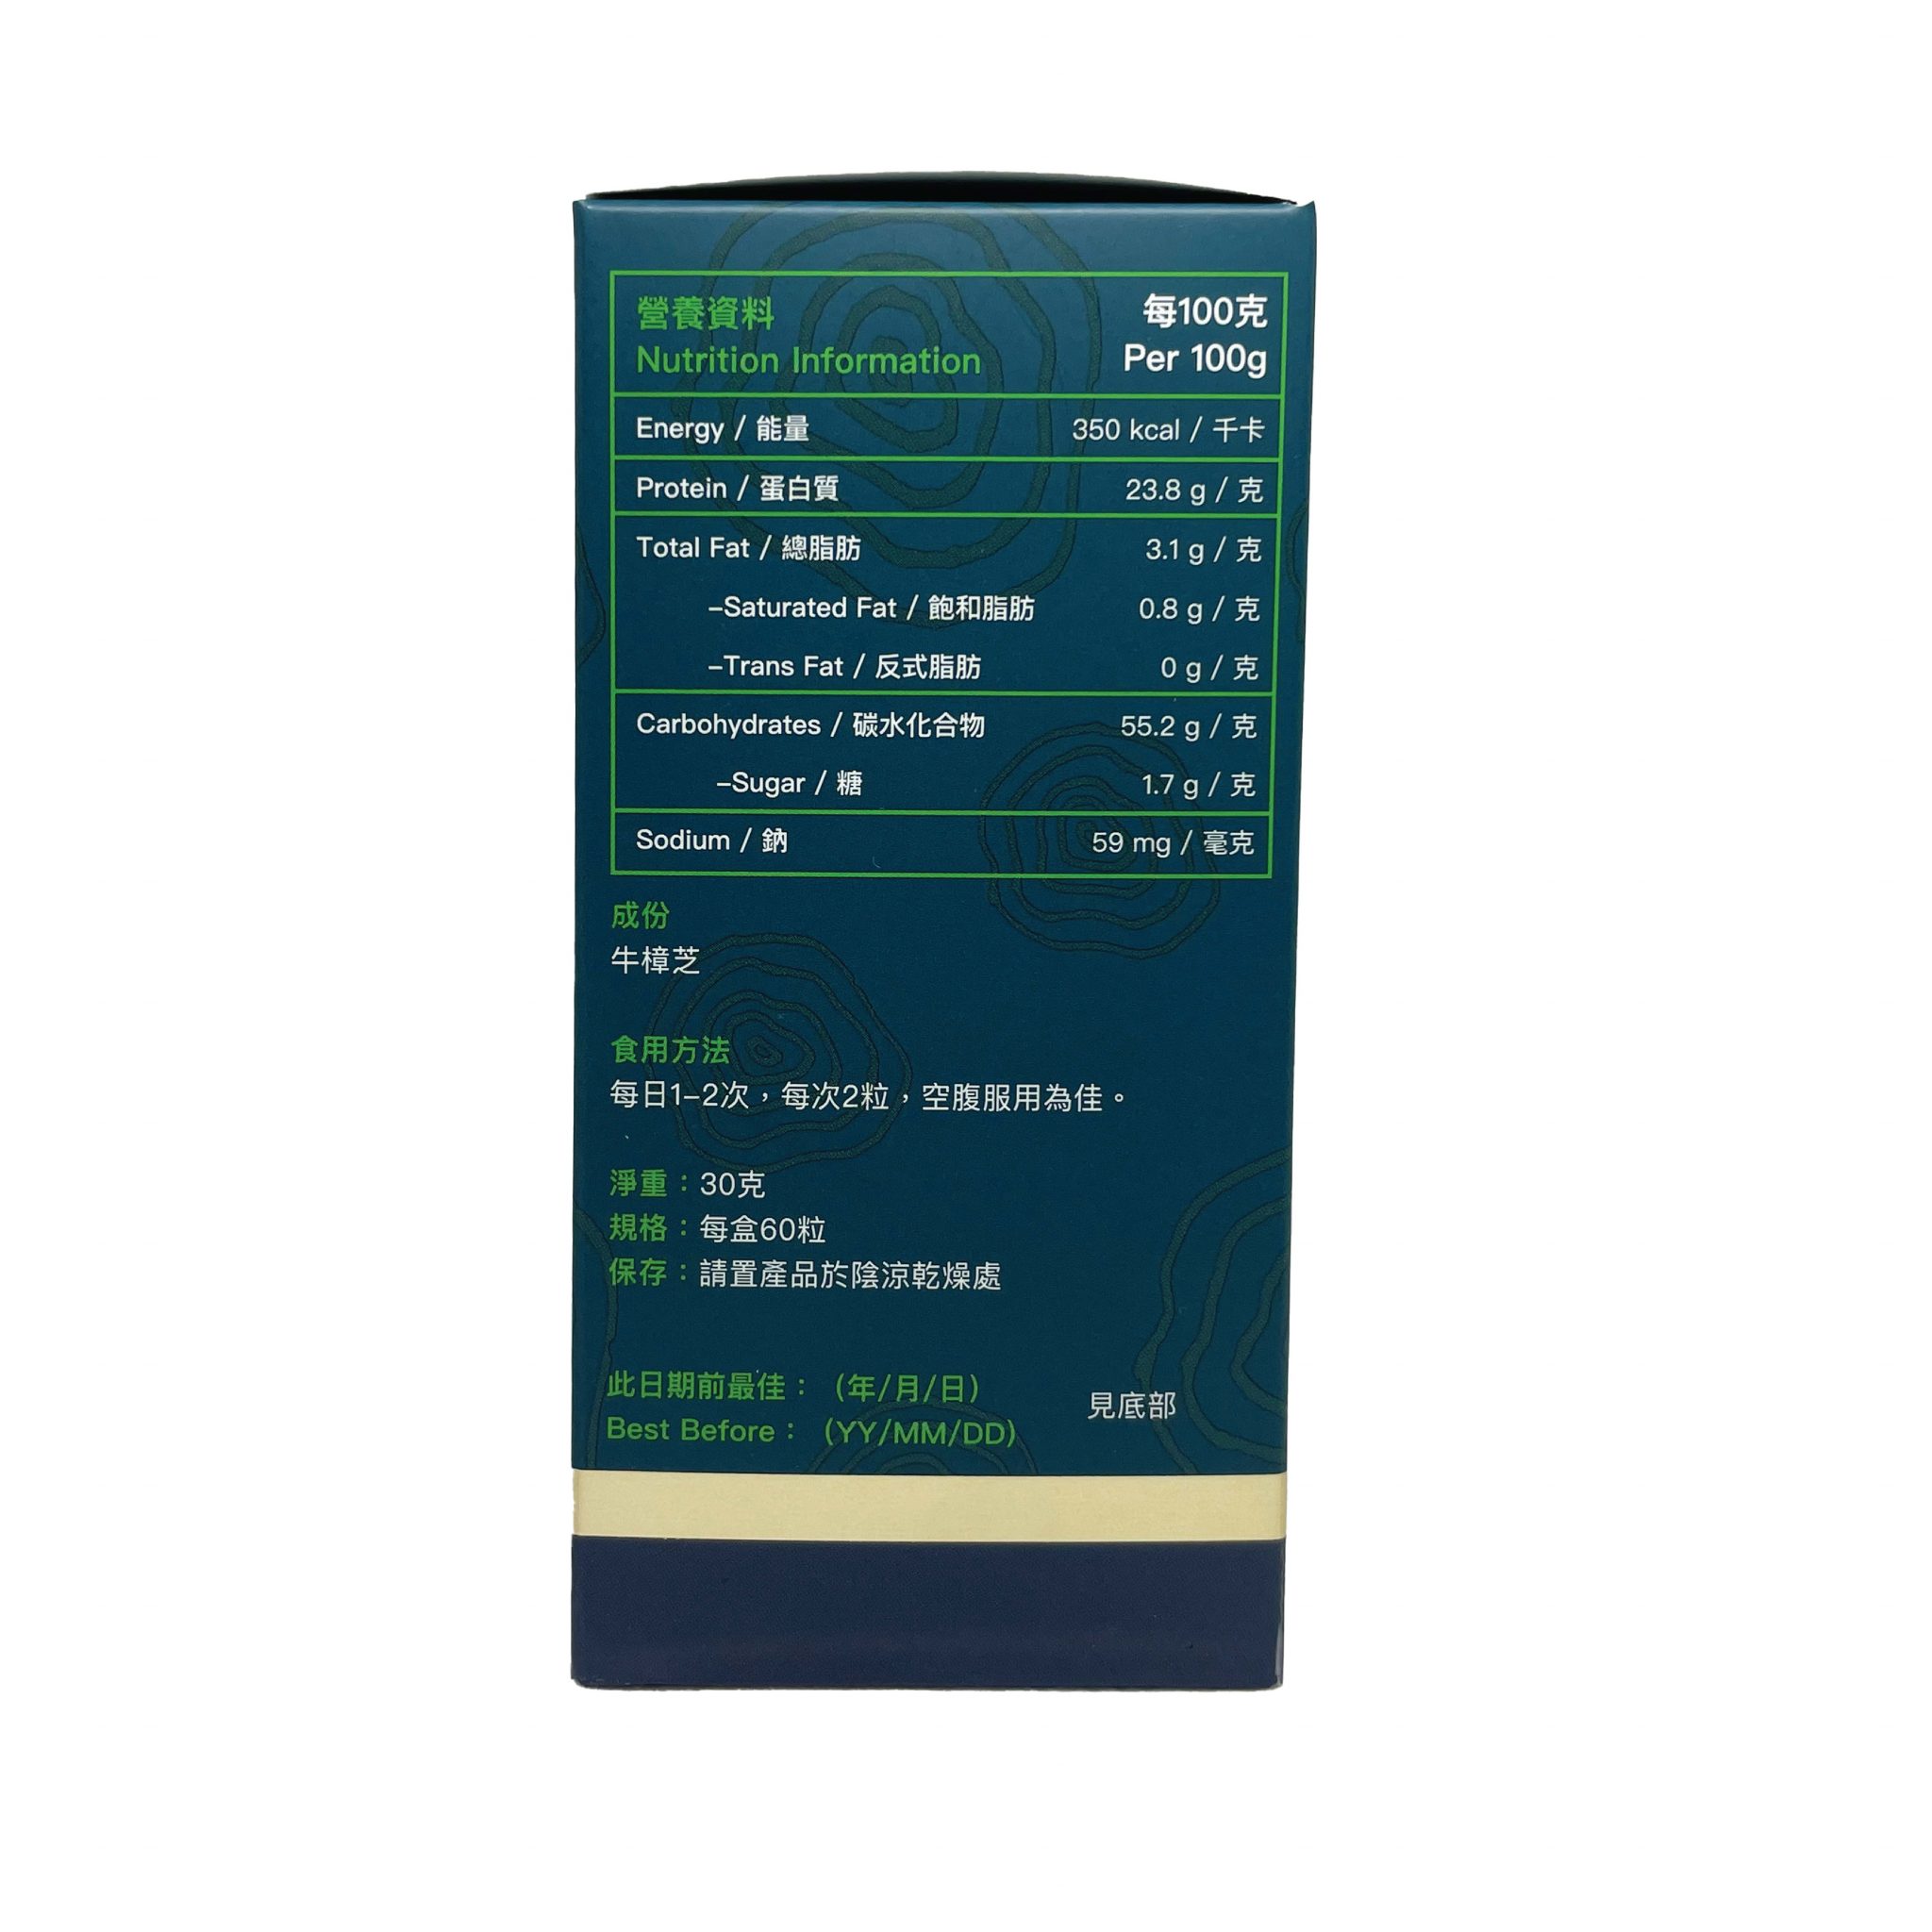 營養資料 每100克
Nutrition Information Per 100g
Energy / 能量 350 kcal / 千卡
Protein / 蛋白質 23.8 g / 克
Total Fat / 總脂肪 3.1 g / 克
–Saturated Fat / 飽和脂肪 0.8 g / 克
–Trans Fat / 反式脂肪 0 g / 克
Carbohydrates / 碳水化合物 55.2 g / 克
–Sugar / 糖 1.7 g / 克
Sodium / 鈉 59 mg / 毫克
成份
牛樟芝
食用方法
每日1–2次，每次2粒，空腹服用為佳。
淨重：30克
規格：每盒60粒
保存：請置產品於陰涼乾燥處
此日期前最佳：（年/月/日）
見底部
Best Before：（YY/MM/DD）